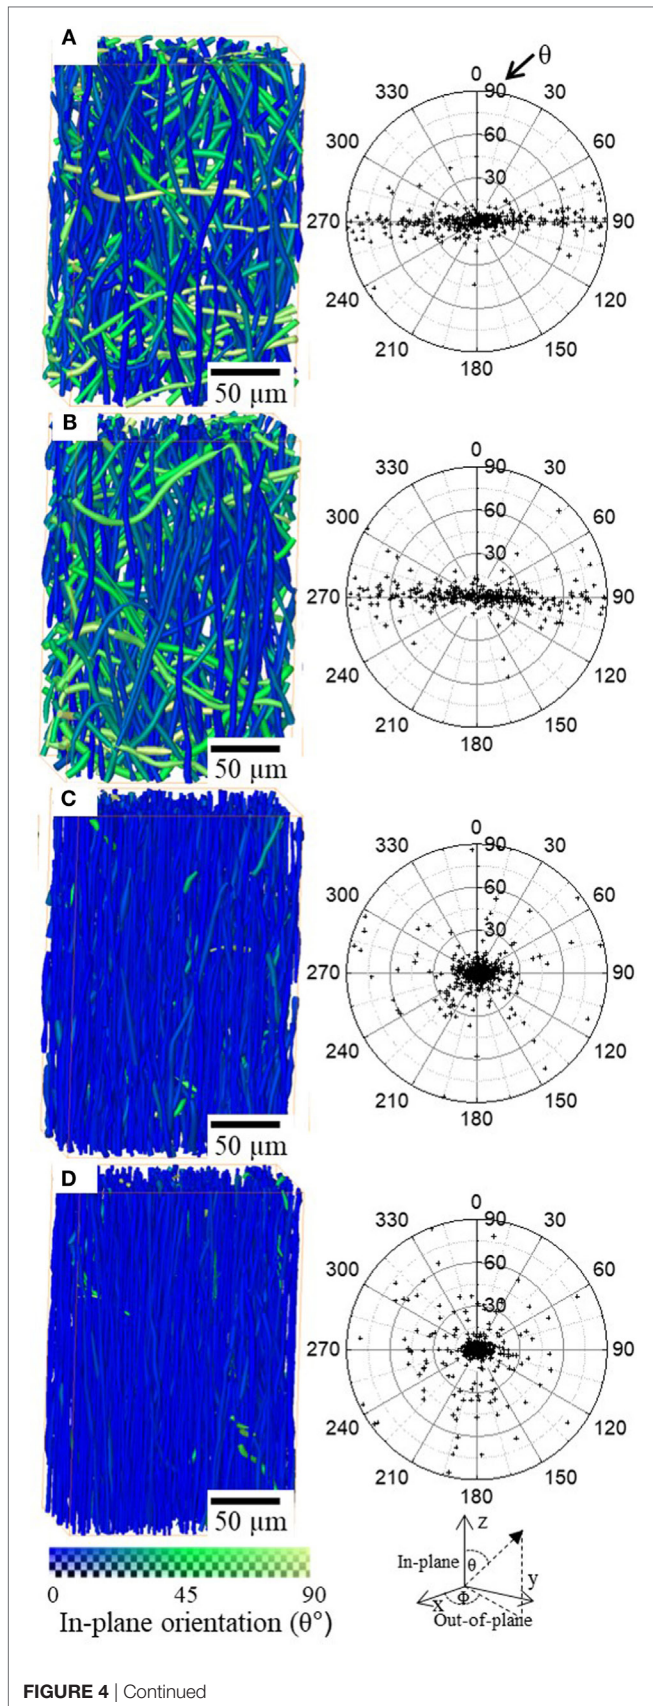 A
θ
0
330 90 30
300 60 60
30
270 90
240 120
210 150
180
50 µm
B
0
330 90 30
300 60 60
30
270 90
240 120
210 150
180
50 µm
C
0
330 90 30
300 60 60
30
270 90
240 120
210 150
180
50 µm
D
0
330 90 30
300 60 60
30
270 90
240 120
210 150
180
50 µm
0 45 90
In-plane orientation (θ°)
z
In-plane θ
y
x Φ
Out-of-plane
FIGURE 4 | Continued